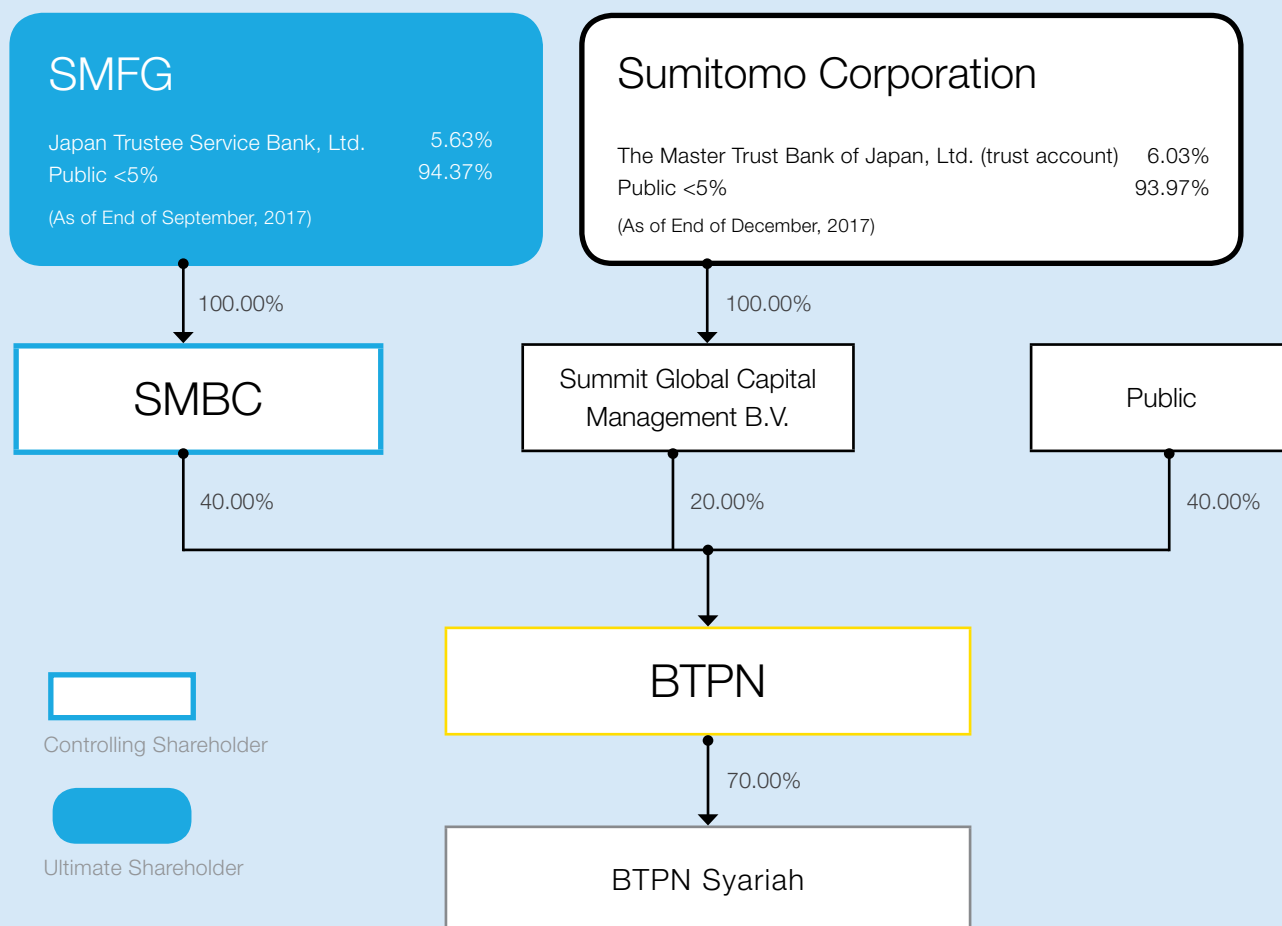 SMFG
Japan Trustee Service Bank, Ltd. 5.63%
Public <5% 94.37%
(As of End of September, 2017)
Sumitomo Corporation
The Master Trust Bank of Japan, Ltd. (trust account) 6.03%
Public <5% 93.97%
(As of End of December, 2017)
100.00%
100.00%
SMBC
Summit Global Capital
Management B.V.
Public
40.00%
20.00%
40.00%
BTPN
Controlling Shareholder
70.00%
Ultimate Shareholder
BTPN Syariah